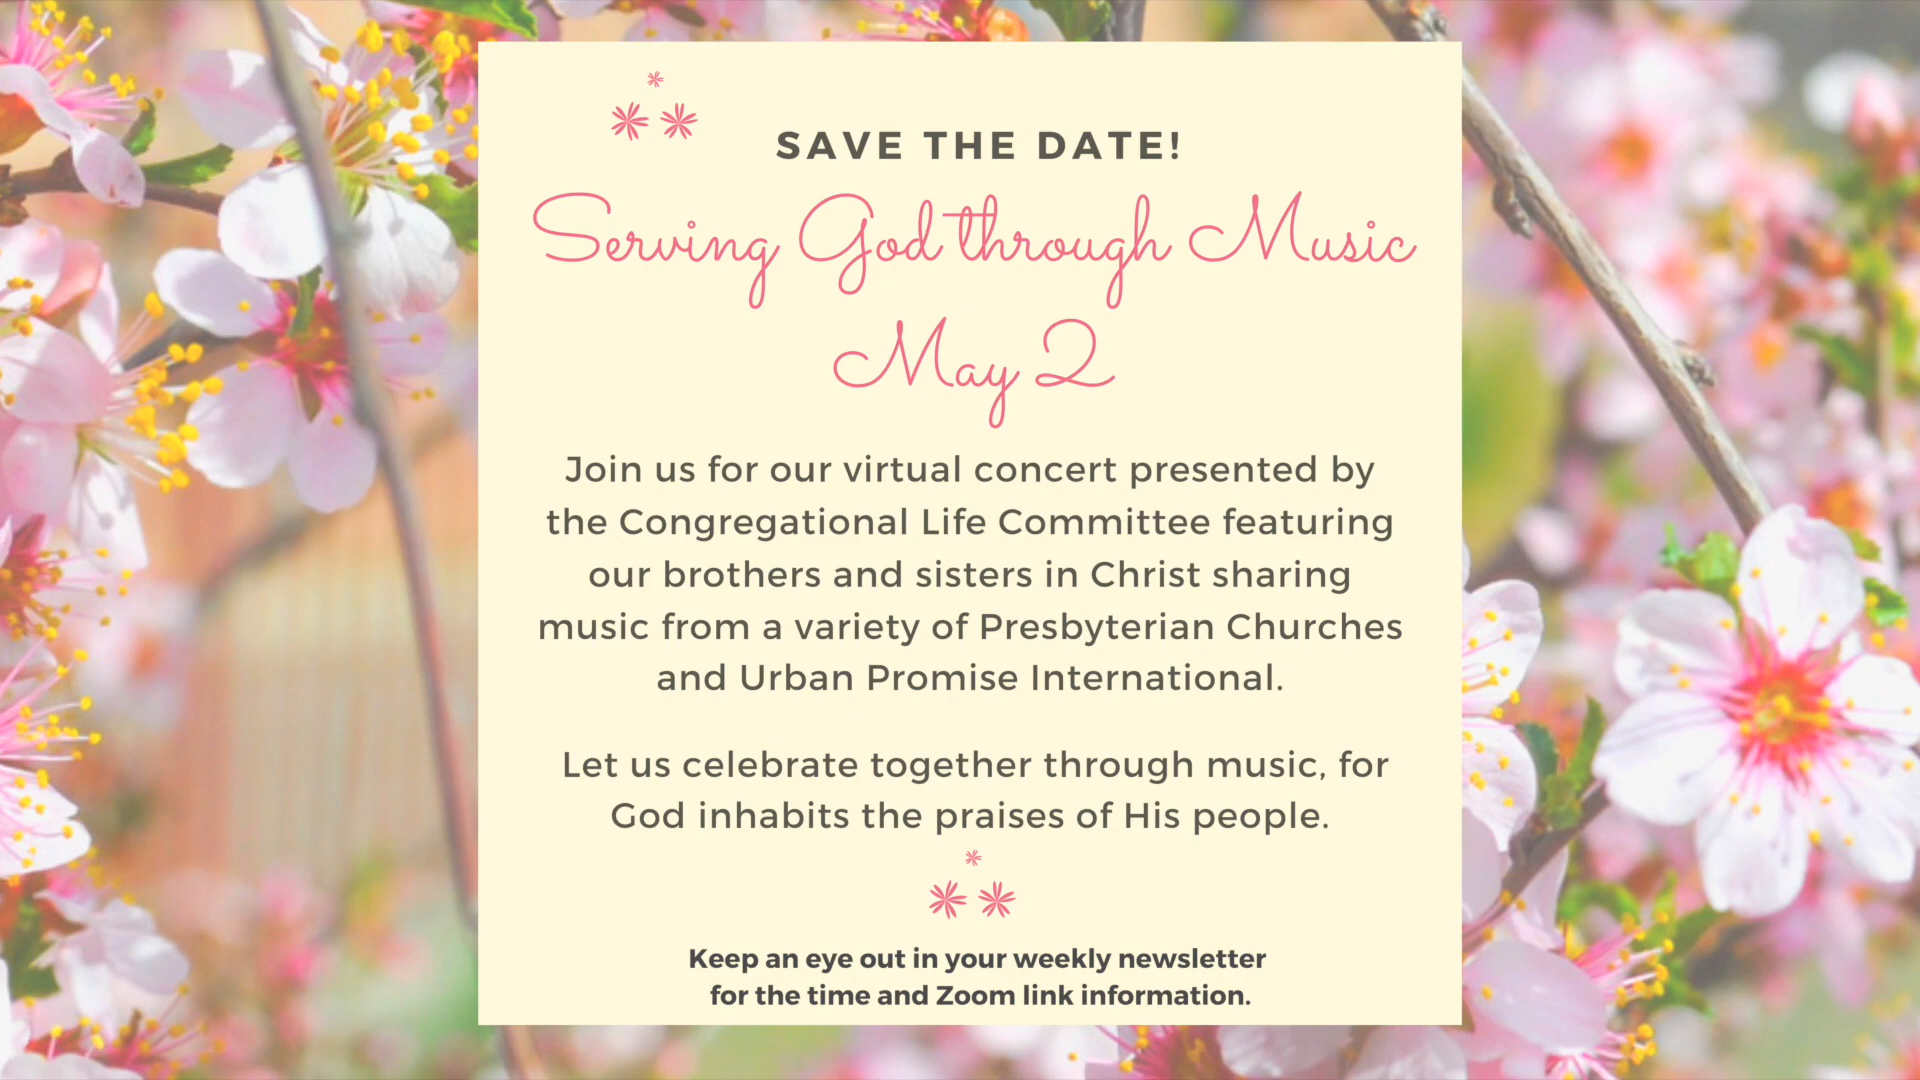 SAVE THE DATE!
Serving God through Music
May 2
Join us for our virtual concert presented by
the Congregational Life Committee featuring
our brothers and sisters in Christ sharing
music from a variety of Presbyterian Churches
and Urban Promise International.
Let us celebrate together through music, for
God inhabits the praises of His people.
Keep an eye out in your weekly newsletter
for the time and Zoom link information.